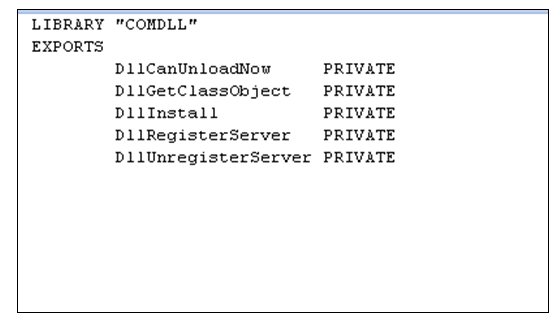 LIBRARY "COMDLL"
EXPORTS
DllCanUnloadNow PRIVATE
DllGetClassObject PRIVATE
DllInstall PRIVATE
DllRegisterServer PRIVATE
DllUnregisterServer PRIVATE